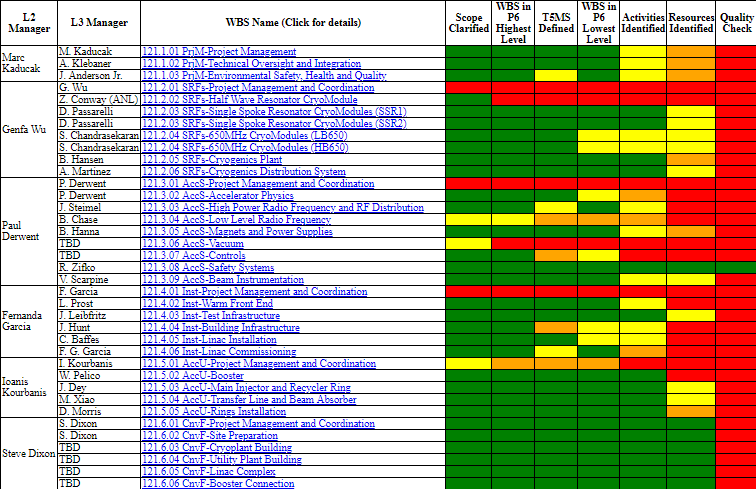 L2 Manager L3 Manager WBS Name (Click for details) Scope Clarified WBS in P6 Highest Level T5MS Defined WBS in P6 Lowest Level Activities Identified Resources Identified Quality Check
Marc Kaducak
M. Kaducak 121.1.01 PrjM-Project Management
A. Klebaner 121.1.02 PrjM-Technical Oversight and Integration
J. Anderson Jr. 121.1.03 PrjM-Environmental Safety, Health and Quality
Genfa Wu
G. Wu 121.2.01 SRFs-Project Management and Coordination
Z. Conway (ANL) 121.2.02 SRFs-Half Wave Resonator CryoModule
D. Passarelli 121.2.03 SRFs-Single Spoke Resonator CryoModules (SSR1)
D. Passarelli 121.2.03 SRFs-Single Spoke Resonator CryoModules (SSR2)
S. Chandrasekaran 121.2.04 SRFs-650MHz CryoModules (LB650)
S. Chandrasekaran 121.2.04 SRFs-650MHz CryoModules (HB650)
B. Hansen 121.2.05 SRFs-Cryogenics Plant
A. Martinez 121.2.06 SRFs-Cryogenics Distribution System
Paul Derwent
P. Derwent 121.3.01 AccS-Project Management and Coordination
P. Derwent 121.3.02 AccS-Accelerator Physics
J. Steimel 121.3.03 AccS-High Power Radio Frequency and RF Distribution
B. Chase 121.3.04 AccS-Low Level Radio Frequency
B. Hanna 121.3.05 AccS-Magnets and Power Supplies
TBD 121.3.06 AccS-Vacuum
TBD 121.3.07 AccS-Controls
R. Zifko 121.3.08 AccS-Safety Systems
V. Scarpine 121.3.09 AccS-Beam Instrumentation
Fernanda Garcia
F. Garcia 121.4.01 Inst-Project Management and Coordination
L. Prost 121.4.02 Inst-Warm Front End
J. Leibfritz 121.4.03 Inst-Test Infrastructure
J. Hunt 121.4.04 Inst-Building Infrastructure
C. Baffes 121.4.05 Inst-Linac Installation
F. G. Garcia 121.4.06 Inst-Linac Commissioning
Ioanis Kourbanis
I. Kourbanis 121.5.01 AccU-Project Management and Coordination
W. Pelico 121.5.02 AccU-Booster
J. Dey 121.5.03 AccU-Main Injector and Recycler Ring
M. Xiao 121.5.04 AccU-Transfer Line and Beam Absorber
D. Morris 121.5.05 AccU-Rings Installation
Steve Dixon
S. Dixon 121.6.01 CnvF-Project Management and Coordination
S. Dixon 121.6.02 CnvF-Site Preparation
TBD 121.6.03 CnvF-Cryoplant Building
TBD 121.6.04 CnvF-Utility Plant Building
TBD 121.6.05 CnvF-Linac Complex
TBD 121.6.06 CnvF-Booster Connection